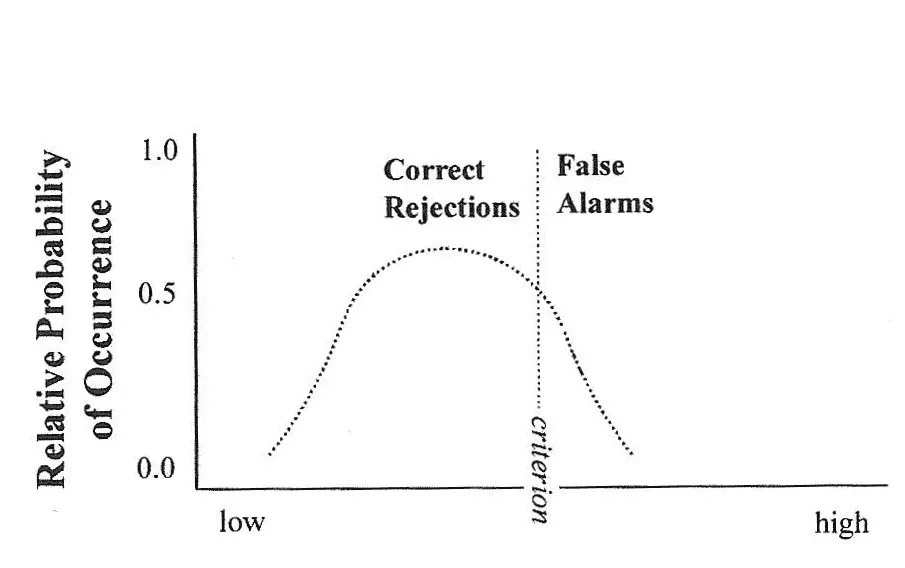 Relative Probability
of Occurrence
1.0
0.5
0.0
Correct
Rejections
False
Alarms
criterion
low
high